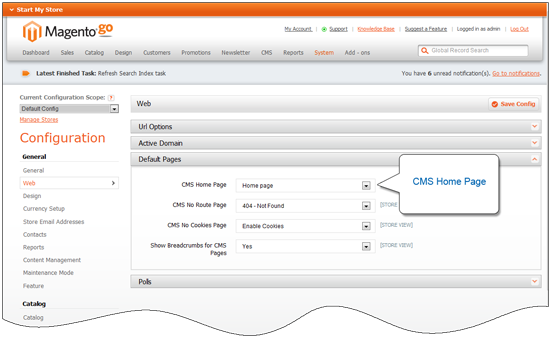 Start My Store
Magento go
My Account Support Knowledge Base Suggest a Feature Logged in as admin Log Out
Dashboard Sales Catalog Design Customers Promotions Newsletter CMS Reports System Add - ons
Global Record Search
Latest Finished Task: Refresh Search Index task
You have 6 unread notification(s). Go to notifications.
Current Configuration Scope: [?]
Default Config
Manage Stores
Configuration
General
General
Web
Design
Currency Setup
Store Email Addresses
Contacts
Reports
Content Management
Maintenance Mode
Feature
Catalog
Catalog
Web
Save Config
Url Options
Active Domain
Default Pages
CMS Home Page Home page
CMS No Route Page 404 - Not Found [STORE
CMS No Cookies Page Enable Cookies [STORE VIEW]
Show Breadcrumbs for CMS Pages Yes [STORE VIEW]
CMS Home Page
Polls